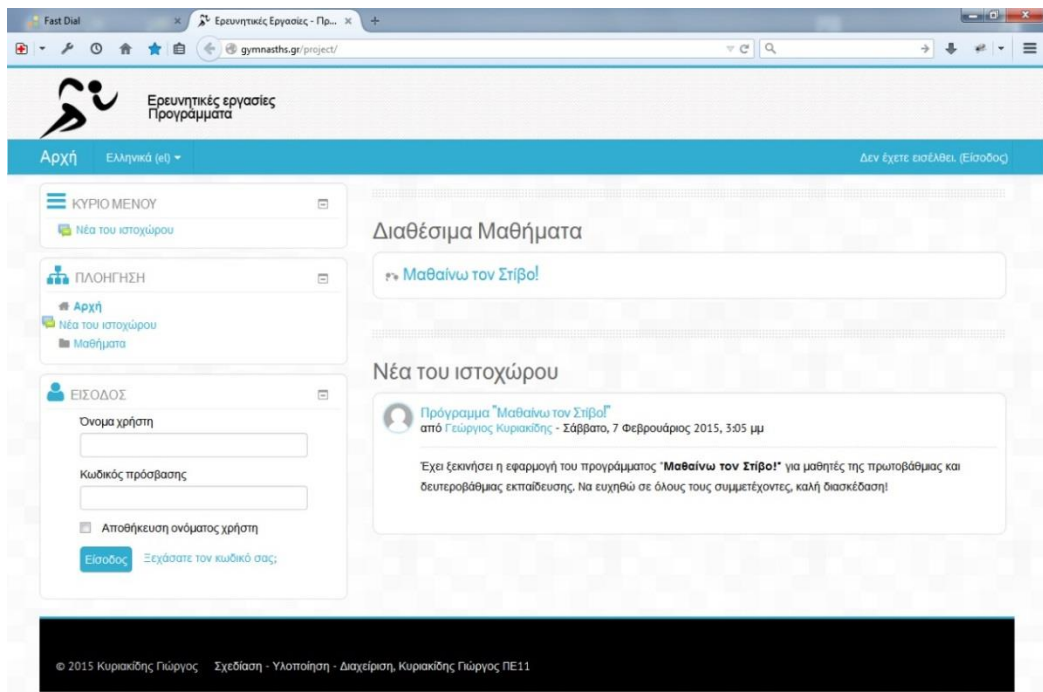 Fast Dial
Ερευνητικές Εργασίες - Πρ...
gymnasths.gr/project/
Ερευνητικές εργασίες
Προγράμματα
Αρχή Ελληνικά (el)
Δεν έχετε εισέλθει. (Είσοδος)
ΚΥΡΙΟ ΜΕΝΟΥ
Νέα του ιστοχώρου
ΠΛΟΗΓΗΣΗ
Αρχή
Νέα του ιστοχώρου
Μαθήματα
ΕΙΣΟΔΟΣ
Όνομα χρήστη
Κωδικός πρόσβασης
Αποθήκευση ονόματος χρήστη
Είσοδος Ξεχάσατε τον κωδικό σας;
Διαθέσιμα Μαθήματα
Μαθαίνω τον Στίβο!
Νέα του ιστοχώρου
Πρόγραμμα "Μαθαίνω τον Στίβο!"
από Γεώργιος Κυριακίδης - Σάββατο, 7 Φεβρουάριος 2015, 3:05 μμ
Έχει ξεκινήσει η εφαρμογή του προγράμματος "Μαθαίνω τον Στίβο!" για μαθητές της πρωτοβάθμιας και
δευτεροβάθμιας εκπαίδευσης. Να ευχηθώ σε όλους τους συμμετέχοντες, καλή διασκέδαση!
© 2015 Κυριακίδης Γιώργος Σχεδίαση - Υλοποίηση - Διαχείριση, Κυριακίδης Γιώργος ΠΕ11